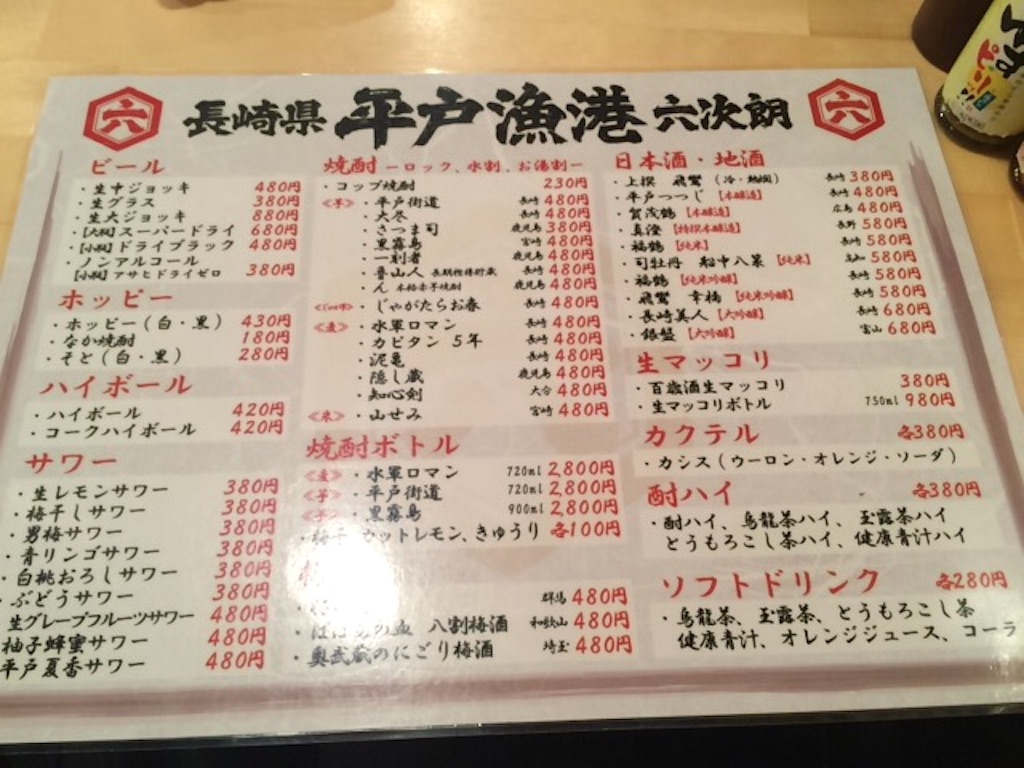 六
長崎県 平戸漁港 六次朗
六
ビール
・生中ジョッキ 480円
・生グラス 380円
・生大ジョッキ 880円
・[大瓶]スーパードライ 680円
・[小瓶]ドライブラック 480円
・ノンアルコール
[小瓶]アサヒドライゼロ 380円
ホッピー
・ホッピー(白・黒) 430円
・なか焼酎 180円
・そと(白・黒) 280円
ハイボール
・ハイボール 420円
・コークハイボール 420円
サワー
・生レモンサワー 380円
・梅干しサワー 380円
・男梅サワー 380円
・青リンゴサワー 380円
・白桃おろしサワー 380円
・ぶどうサワー 380円
生グレープフルーツサワー 480円
柚子蜂蜜サワー 480円
平戸夏香サワー 480円
焼酎 ーロック、水割、お湯割ー
・コップ焼酎 230円
《芋》・平戸街道 長崎 480円
・大尽 長崎 480円
・さつま司 鹿児島 380円
・黒霧島 宮崎 480円
・一刻者 鹿児島 480円
・魯山人 長期樫樽貯蔵 長崎 480円
・ん 本格赤芋焼酎 鹿児島 480円
・じゃがたらお春 長崎 480円
《麦》・水軍ロマン 長崎 480円
・カピタン 5年 長崎 480円
・泥亀 長崎 480円
・隠し蔵 鹿児島 480円
・知心剣 大分 480円
《米》・山せみ 宮崎 480円
焼酎ボトル
《麦》・水軍ロマン 720ml 2,800円
《芋》・平戸街道 720ml 2,800円
《芋》・黒霧島 900ml 2,800円
・梅干、カットレモン、きゅうり 各100円
群馬 480円
八割梅酒 和歌山 480円
・奥武蔵のにごり梅酒 埼玉 480円
日本酒・地酒
・上撰 飛鸞 (冷・熱燗) 長崎 380円
・平戸つつじ [本醸造] 長崎 480円
・賀茂鶴 [本醸造] 広島 480円
・真澄 [特撰本醸造] 長野 580円
・福鶴 [純米] 長崎 580円
・司牡丹 船中八策 [純米] 高知 580円
・福鶴 [純米吟醸] 長崎 580円
・飛鸞 幸橋 [純米吟醸] 長崎 580円
・長崎美人 [大吟醸] 長崎 680円
・銀盤 [大吟醸] 富山 680円
生マッコリ
・百歳酒生マッコリ 380円
・生マッコリボトル 750ml 980円
カクテル 各380円
・カシス(ウーロン・オレンジ・ソーダ)
酎ハイ 各380円
・酎ハイ、烏龍茶ハイ、玉露茶ハイ
とうもろこし茶ハイ、健康青汁ハイ
ソフトドリンク 各280円
・烏龍茶、玉露茶、とうもろこし茶
健康青汁、オレンジジュース、コーラ